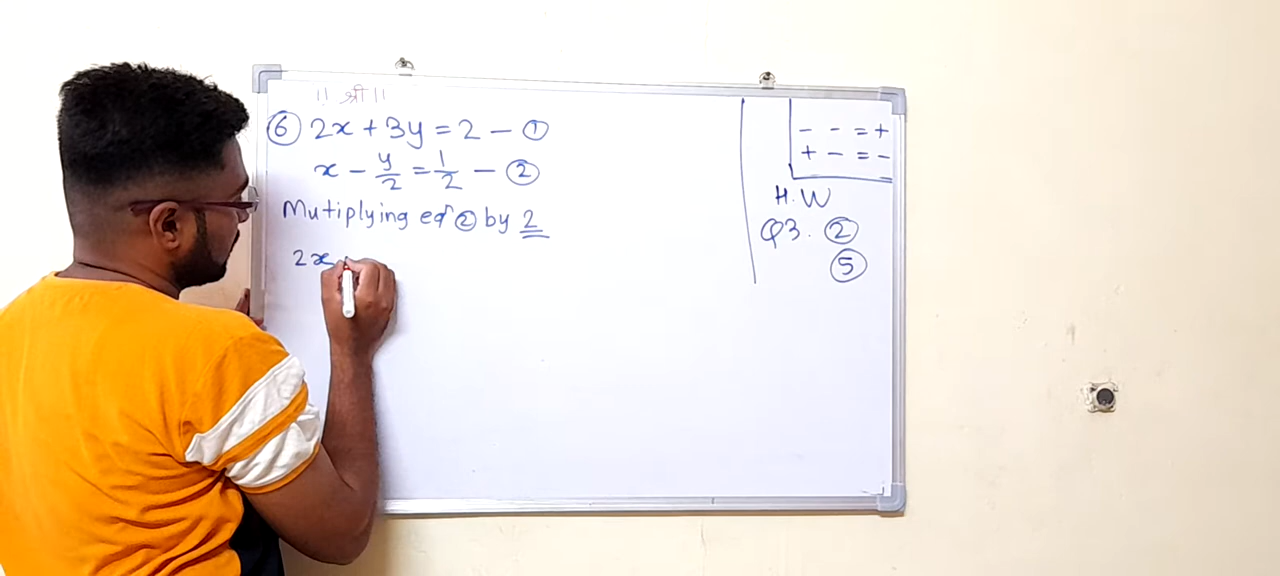 || श्री ||
⑥ 2x + 3y = 2 — ①
x - y/2 = 1/2 — ②
Mutiplying eqⁿ ② by 2
2x
- - = +
+ - = -
H.W
Q3. ②
⑤